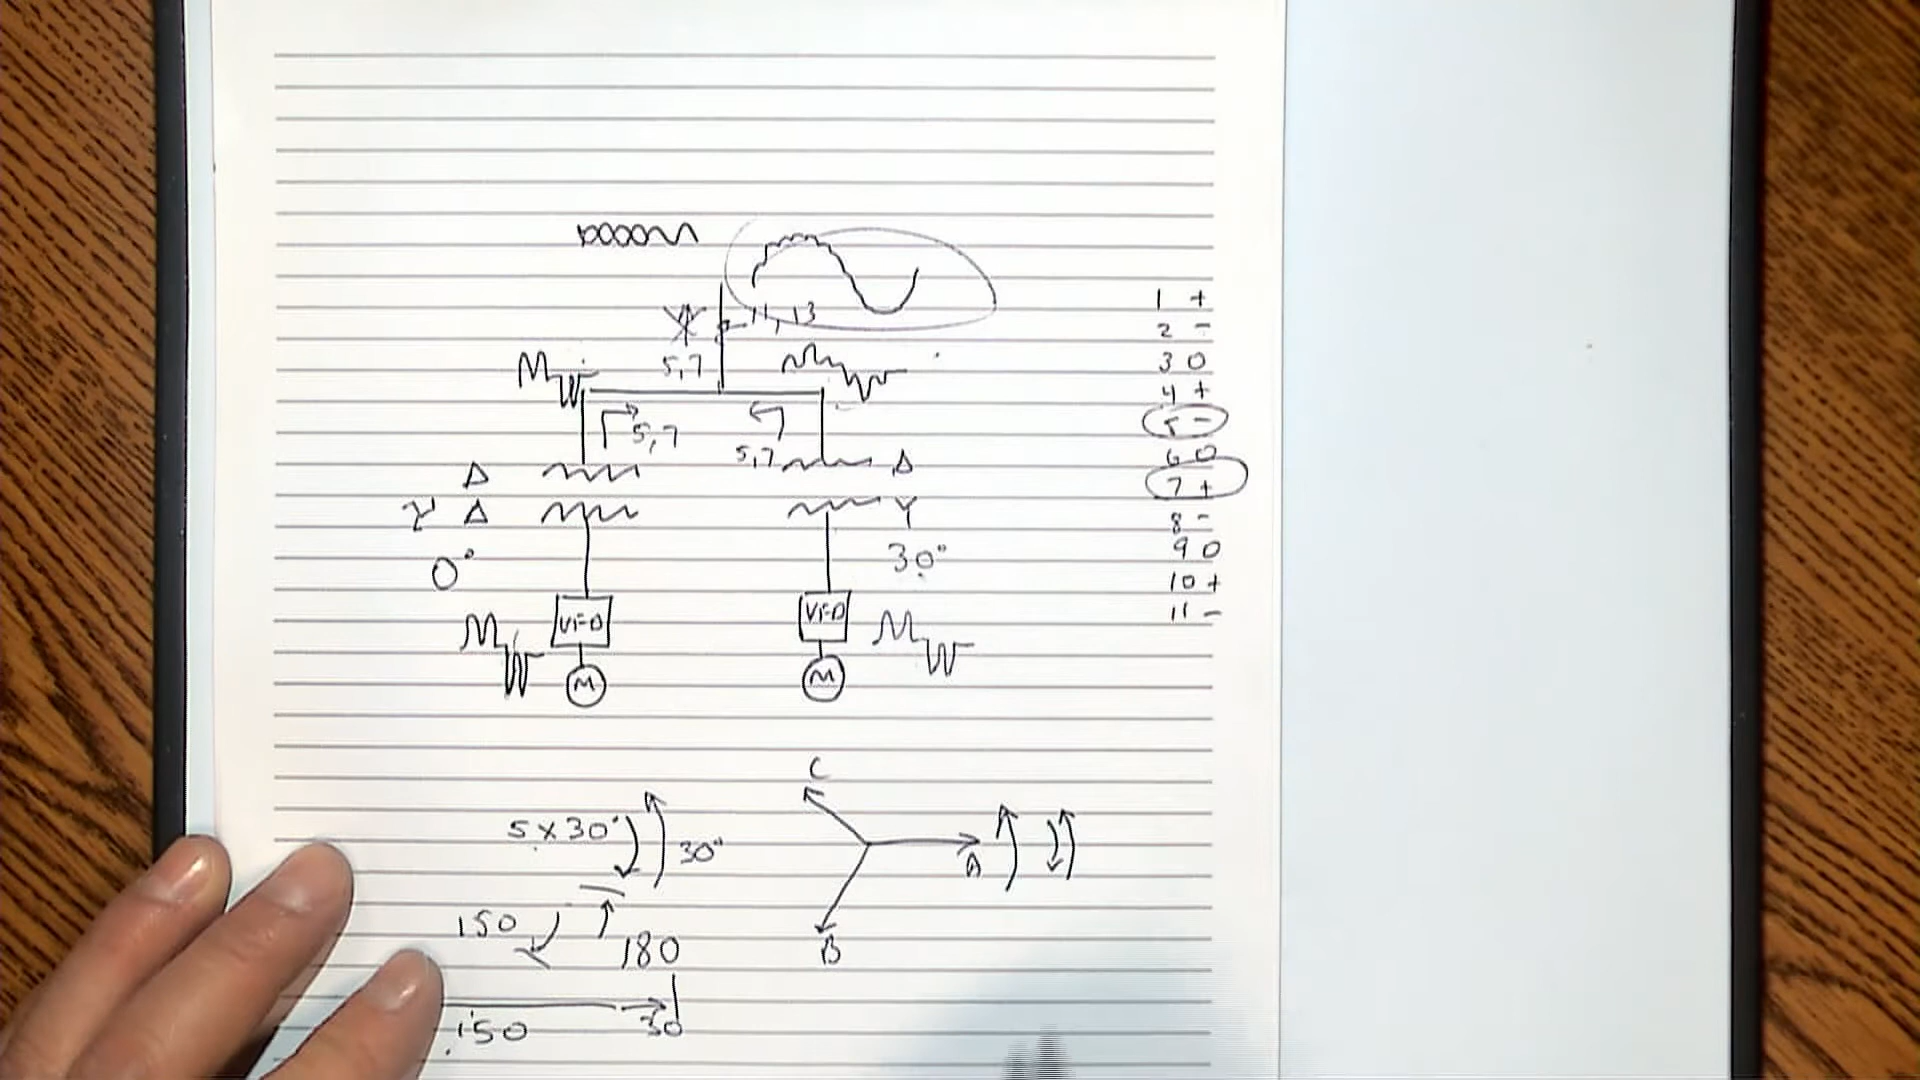 11, 13
5,7
5,7
5,7
Δ
Δ
Y Δ
Y
0°
30°
VFD
VFD
M
M
1 +
2 -
3 0
4 +
5 -
6 0
7 +
8 -
9 0
10 +
11 -
C
5 x 30°
30°
A
150
180
B
150
30